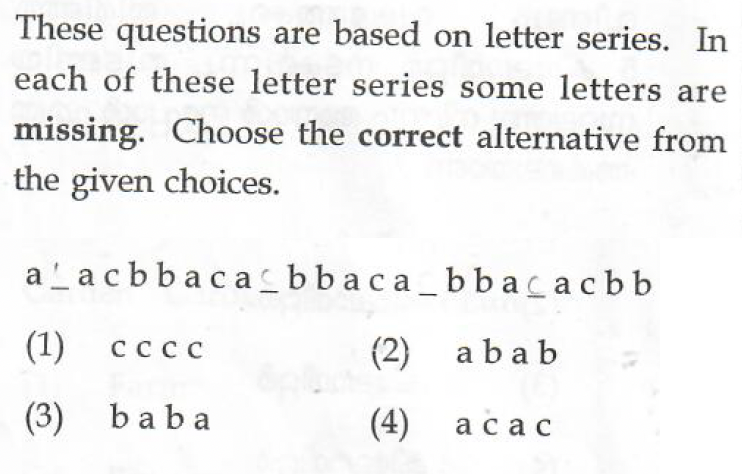 These questions are based on letter series. In
each of these letter series some letters are
missing. Choose the correct alternative from
the given choices.
a _ a c b b a c a _ b b a c a _ b b a _ a c b b
(1) c c c c (2) a b a b
(3) b a b a (4) a c a c